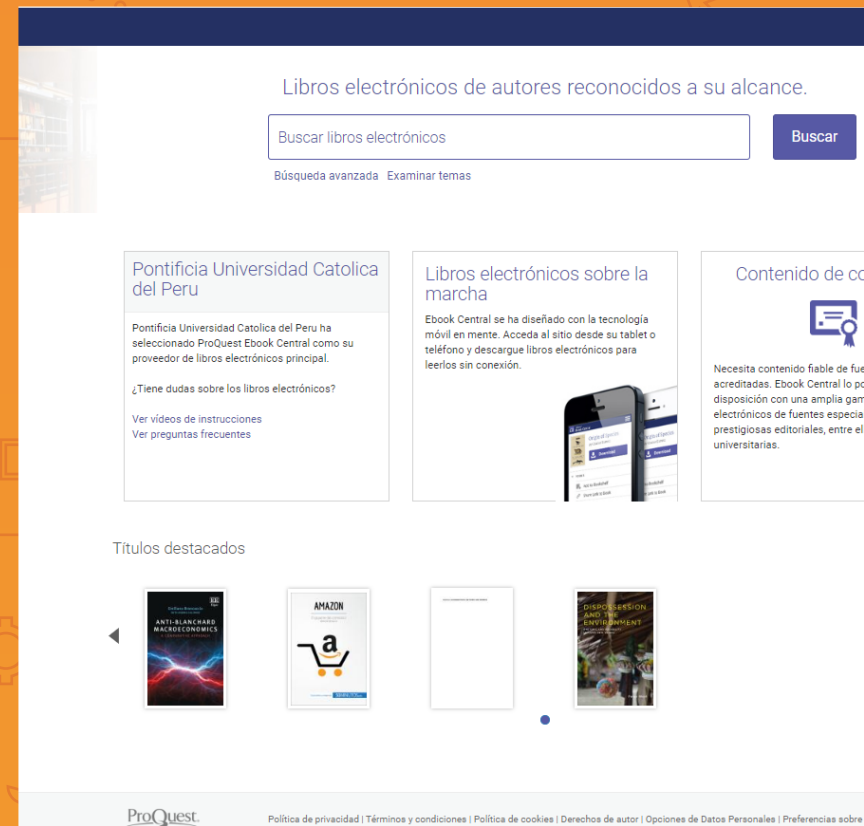 Libros electrónicos de autores reconocidos a su alcance.
Buscar libros electrónicos
Buscar
Búsqueda avanzada Examinar temas
Pontificia Universidad Catolica
del Peru
Pontificia Universidad Catolica del Peru ha
seleccionado ProQuest Ebook Central como su
proveedor de libros electrónicos principal.
¿Tiene dudas sobre los libros electrónicos?
Ver vídeos de instrucciones
Ver preguntas frecuentes
Libros electrónicos sobre la
marcha
Ebook Central se ha diseñado con la tecnología
móvil en mente. Acceda al sitio desde su tablet o
teléfono y descargue libros electrónicos para
leerlos sin conexión.
Download
Contenido de co
Necesita contenido fiable de fue
acreditadas. Ebook Central lo po
disposición con una amplia gam
electrónicos de fuentes especia
prestigiosas editoriales, entre el
universitarias.
Títulos destacados
ANTI-BLANCHARD
MACROECONOMICS
AMAZON
a
DISPOSSESSION
AND THE
ENVIRONMENT
ProQuest.
Política de privacidad | Términos y condiciones | Política de cookies | Derechos de autor | Opciones de Datos Personales | Preferencias sobre